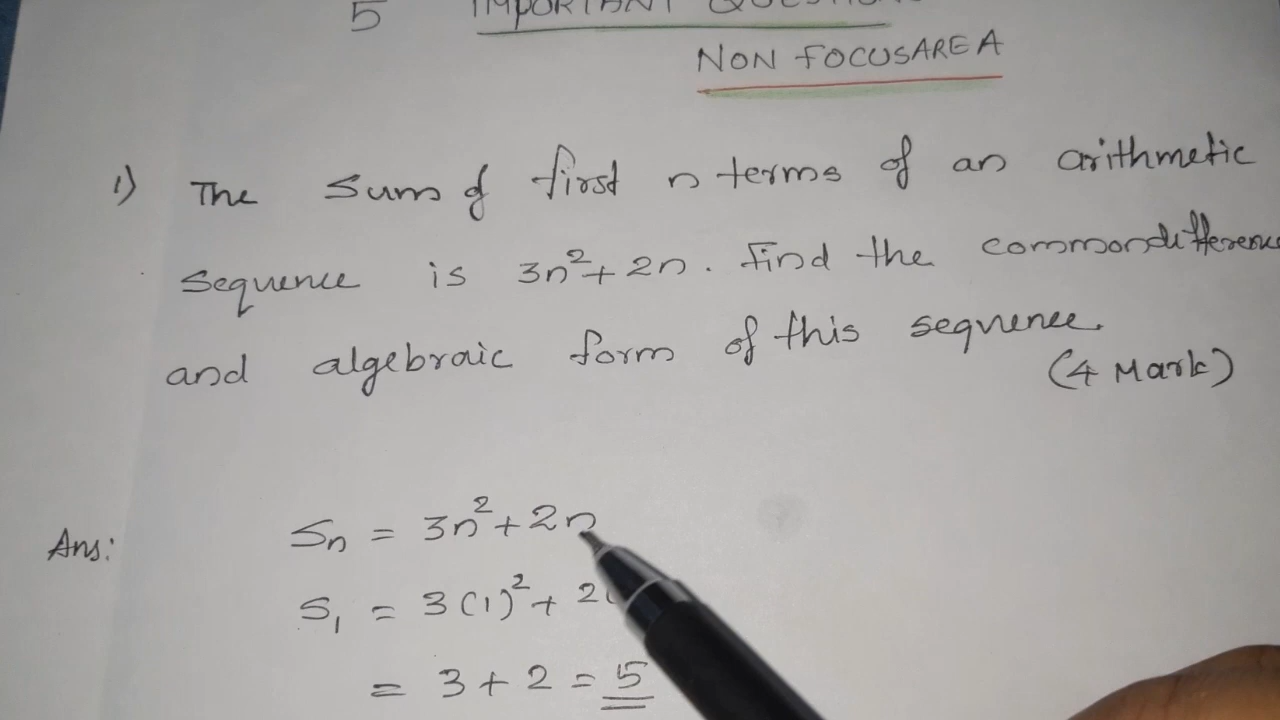 5 IMPORTANT
NON FOCUSAREA
1) The Sum of first n terms of an arithmetic
Sequence is 3n²+2n. Find the commondifference
and algebraic form of this sequence.
(4 Mark)
Ans: Sn = 3n²+2n
S₁ = 3(1)²+ 2(
= 3+2 = 5